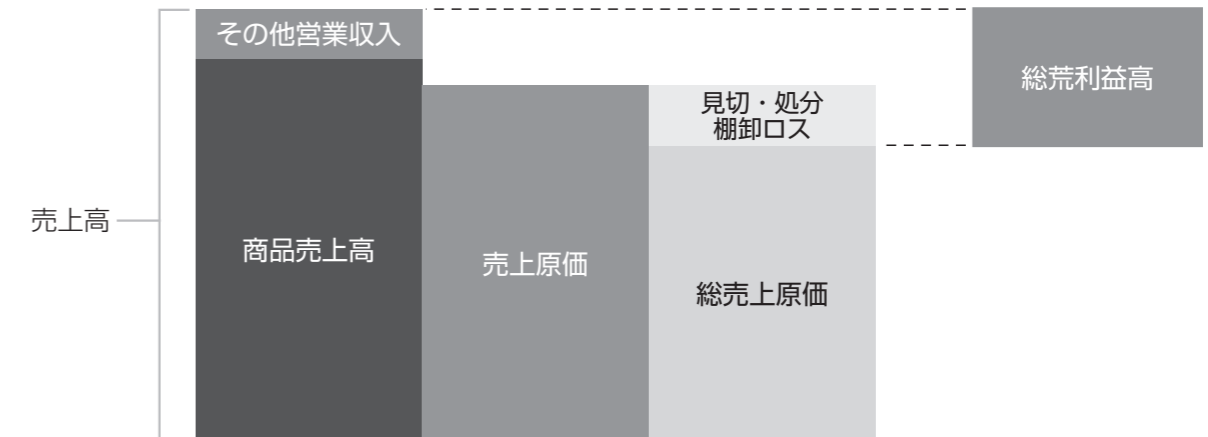 その他営業収入
総荒利益高
見切・処分
棚卸ロス
売上高
商品売上高
売上原価
総売上原価